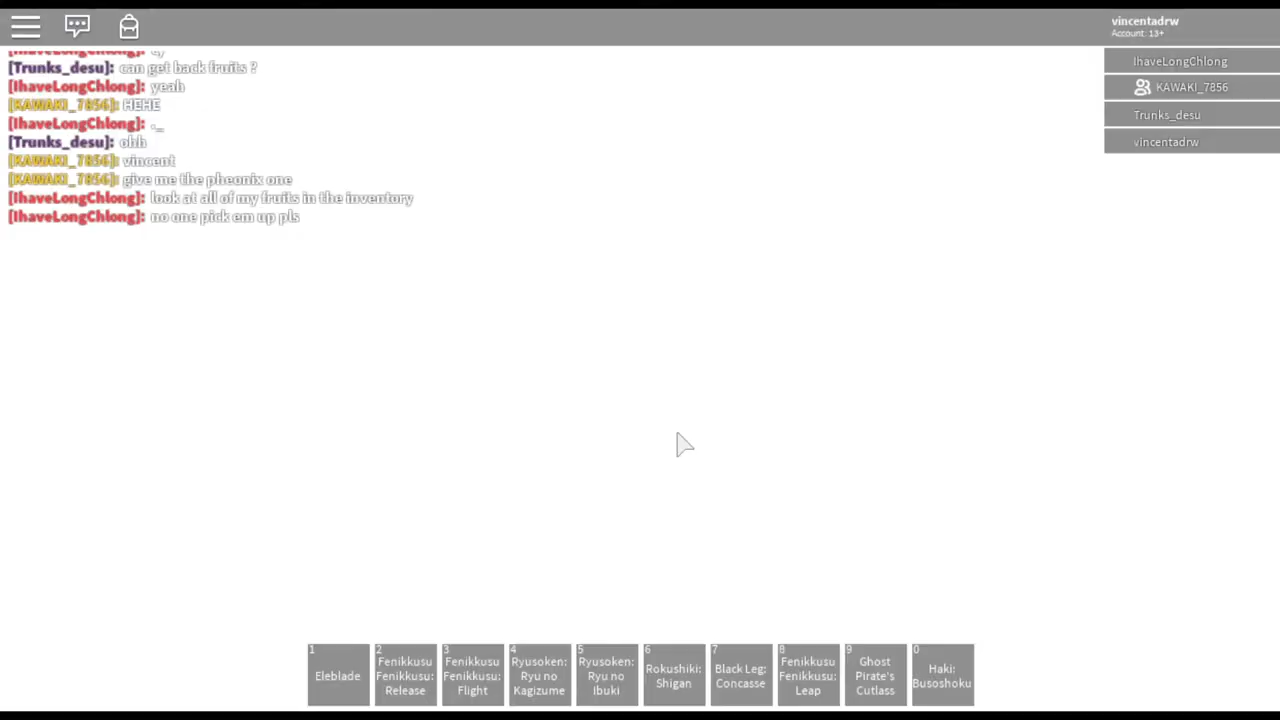 vincentadrw
Account: 13+
[IhaveLongChlong]:
[Trunks_desu]: can get back fruits ?
[IhaveLongChlong]: yeah
[KAWAKI_7856]: HEHE
[IhaveLongChlong]: ._
[Trunks_desu]: ohh
[KAWAKI_7856]: vincent
[KAWAKI_7856]: give me the pheonix one
[IhaveLongChlong]: look at all of my fruits in the inventory
[IhaveLongChlong]: no one pick em up pls
IhaveLongChlong
KAWAKI_7856
Trunks_desu
vincentadrw
1
Eleblade
2
Fenikkusu
Fenikkusu:
Release
3
Fenikkusu
Fenikkusu:
Flight
4
Ryusoken:
Ryu no
Kagizume
5
Ryusoken:
Ryu no
Ibuki
6
Rokushiki:
Shigan
7
Black Leg:
Concasse
8
Fenikkusu
Fenikkusu:
Leap
9
Ghost
Pirate's
Cutlass
0
Haki:
Busoshoku